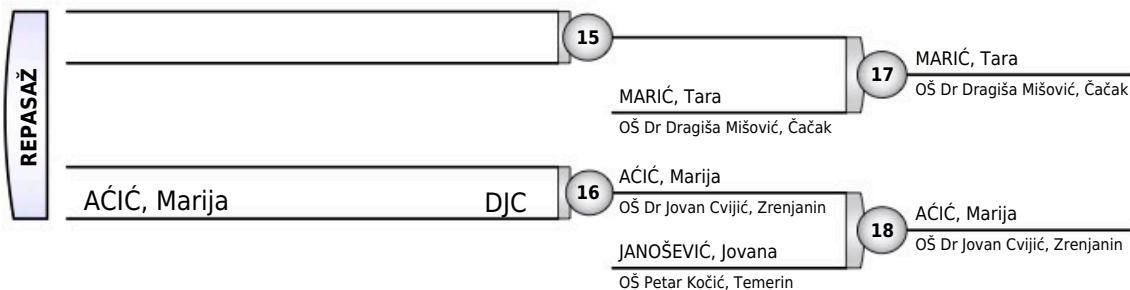 REPASAŽ
15
MARIĆ, Tara
OŠ Dr Dragiša Mišović, Čačak
17
MARIĆ, Tara
OŠ Dr Dragiša Mišović, Čačak
AĆIĆ, Marija DJC
16
AĆIĆ, Marija
OŠ Dr Jovan Cvijić, Zrenjanin
JANOŠEVIĆ, Jovana
OŠ Petar Kočić, Temerin
18
AĆIĆ, Marija
OŠ Dr Jovan Cvijić, Zrenjanin